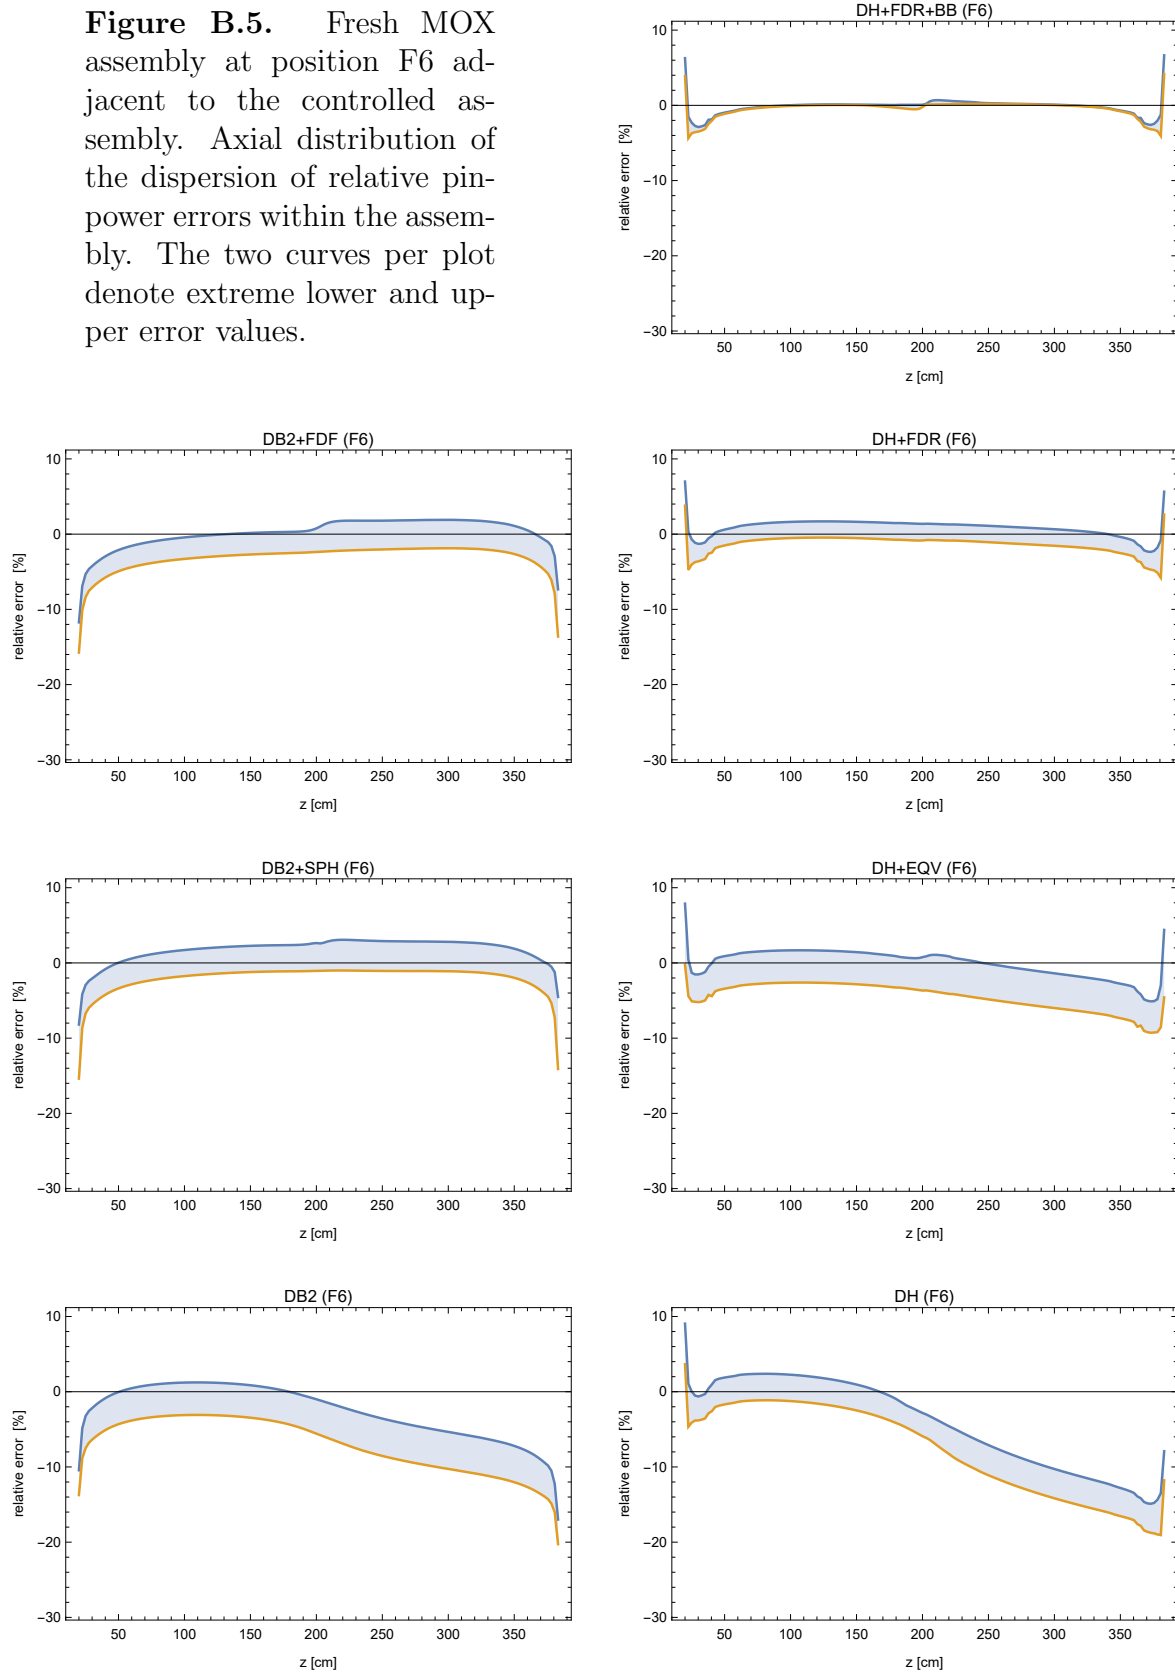 Figure B.5. Fresh MOX
assembly at position F6 ad-
jacent to the controlled as-
sembly. Axial distribution of
the dispersion of relative pin-
power errors within the assem-
bly. The two curves per plot
denote extreme lower and up-
per error values.
DH+FDR+BB (F6)
10
0
−10
−20
−30
relative error [%]
50 100 150 200 250 300 350
z [cm]
DB2+FDF (F6)
10
0
−10
−20
−30
relative error [%]
50 100 150 200 250 300 350
z [cm]
DH+FDR (F6)
10
0
−10
−20
−30
relative error [%]
50 100 150 200 250 300 350
z [cm]
DB2+SPH (F6)
10
0
−10
−20
−30
relative error [%]
50 100 150 200 250 300 350
z [cm]
DH+EQV (F6)
10
0
−10
−20
−30
relative error [%]
50 100 150 200 250 300 350
z [cm]
DB2 (F6)
10
0
−10
−20
−30
relative error [%]
50 100 150 200 250 300 350
z [cm]
DH (F6)
10
0
−10
−20
−30
relative error [%]
50 100 150 200 250 300 350
z [cm]